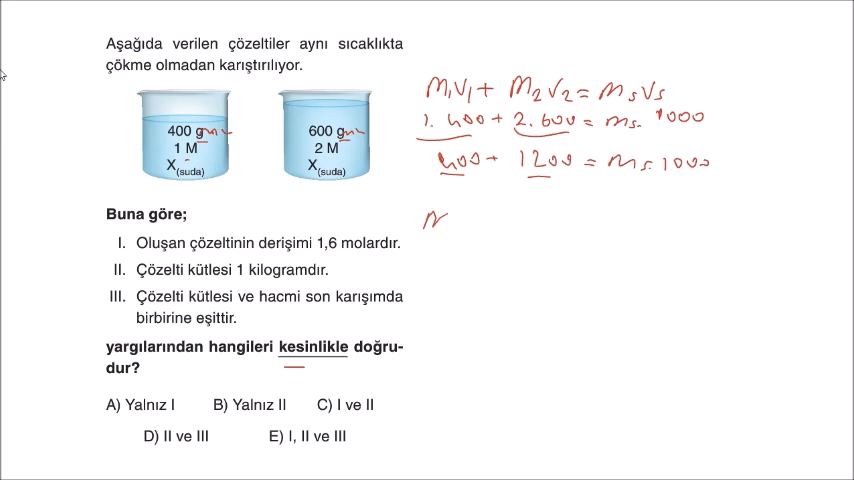 Aşağıda verilen çözeltiler aynı sıcaklıkta
çökme olmadan karıştırılıyor.
400 g mL
1 M
X(suda)
600 g mL
2 M
X(suda)
M₁V₁ + M₂V₂ = MsVs
1.400 + 2.600 = Ms.1000
400 + 1200 = Ms.1000
Buna göre;
I. Oluşan çözeltinin derişimi 1,6 molardır.
II. Çözelti kütlesi 1 kilogramdır.
III. Çözelti kütlesi ve hacmi son karışımda
birbirine eşittir.
yargılarından hangileri kesinlikle doğru-
dur?
A) Yalnız I B) Yalnız II C) I ve II
D) II ve III E) I, II ve III